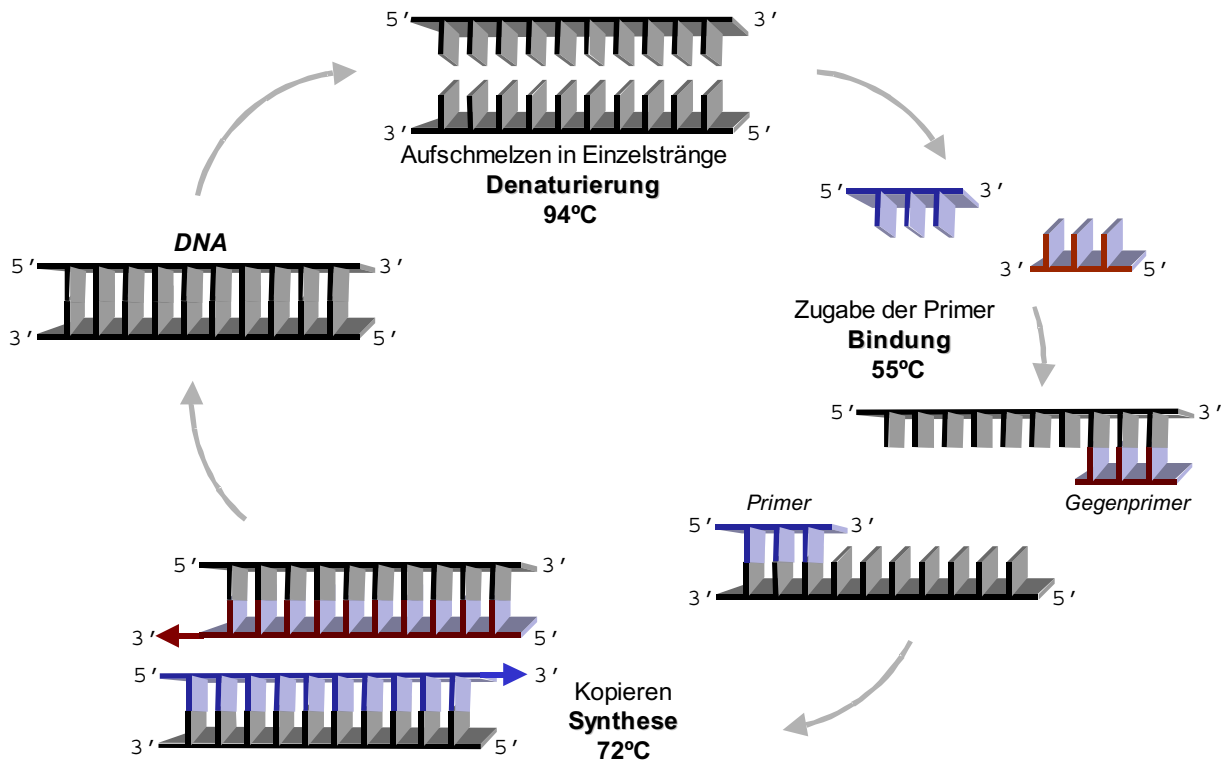 5′ 3′
3′ 5′
Aufschmelzen in Einzelstränge
Denaturierung
94ºC
5′ 3′
3′ 5′
Zugabe der Primer
Bindung
55ºC
DNA
5′ 3′
3′ 5′
5′ 3′
Gegenprimer
Primer
5′ 3′
3′ 5′
5′ 3′
3′ 5′
5′ 3′
3′ 5′
Kopieren
Synthese
72ºC